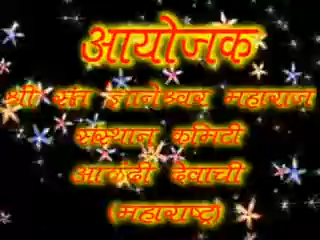 आयोजक
श्री संत ज्ञानेश्वर महाराज
संस्थान कमिटी
आळंदी देवाची
(महाराष्ट्र)